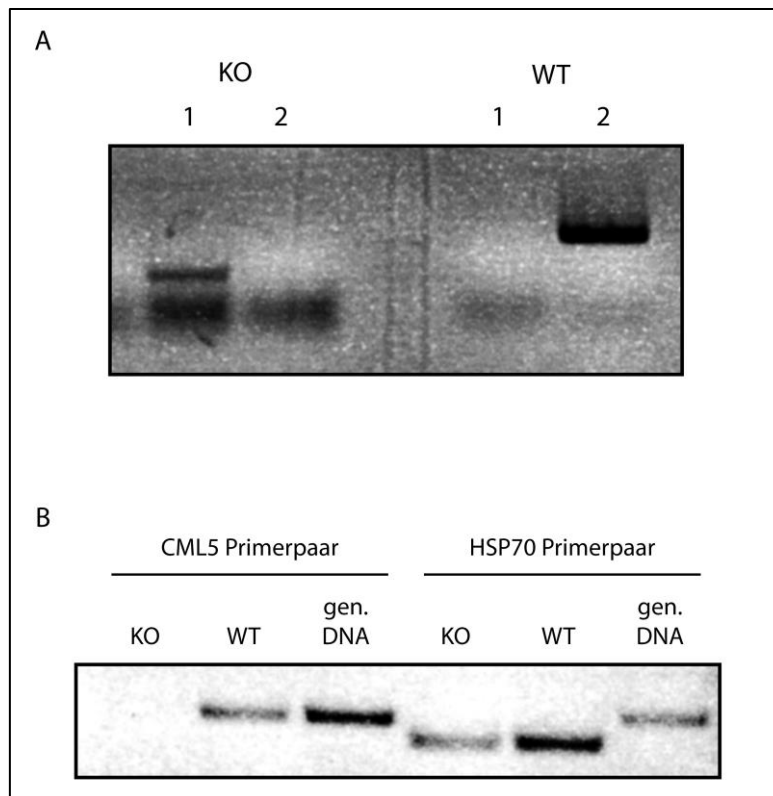 A
KO WT
1 2 1 2
B
CML5 Primerpaar HSP70 Primerpaar
gen. gen.
KO WT DNA KO WT DNA